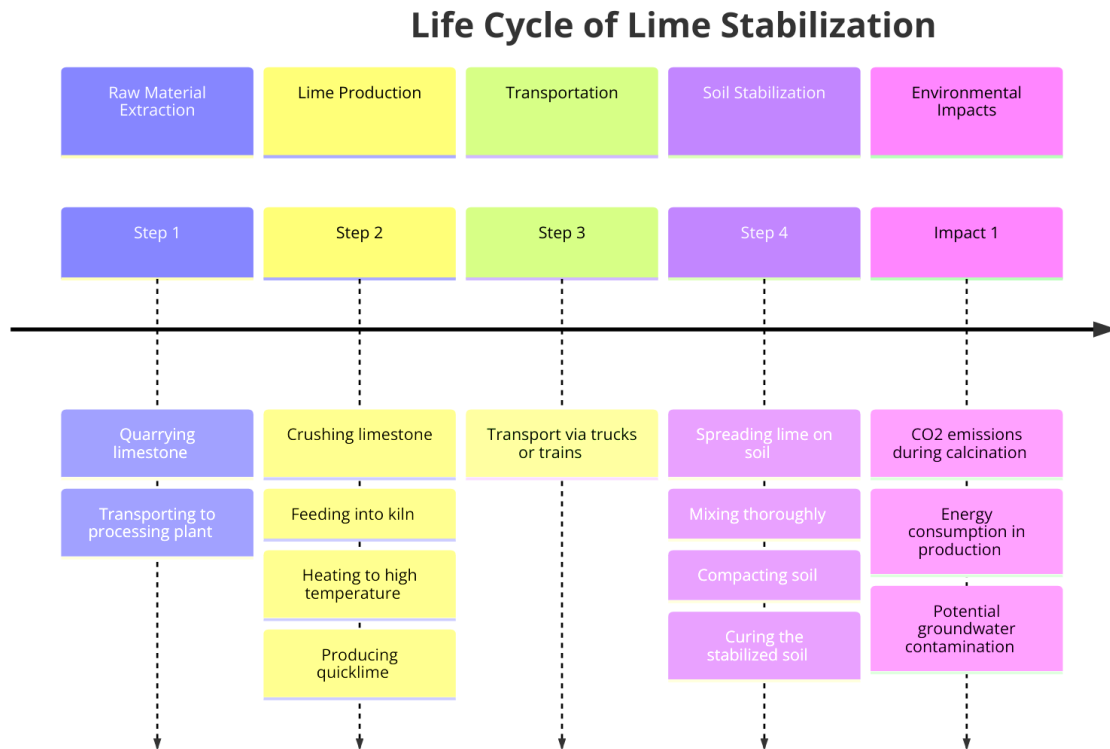 Life Cycle of Lime Stabilization
Raw Material
Extraction
Lime Production
Transportation
Soil Stabilization
Environmental
Impacts
Step 1
Step 2
Step 3
Step 4
Impact 1
Quarrying
limestone
Transporting to
processing plant
Crushing limestone
Feeding into kiln
Heating to high
temperature
Producing
quicklime
Transport via trucks
or trains
Spreading lime on
soil
Mixing thoroughly
Compacting soil
Curing the
stabilized soil
CO2 emissions
during calcination
Energy
consumption in
production
Potential
groundwater
contamination